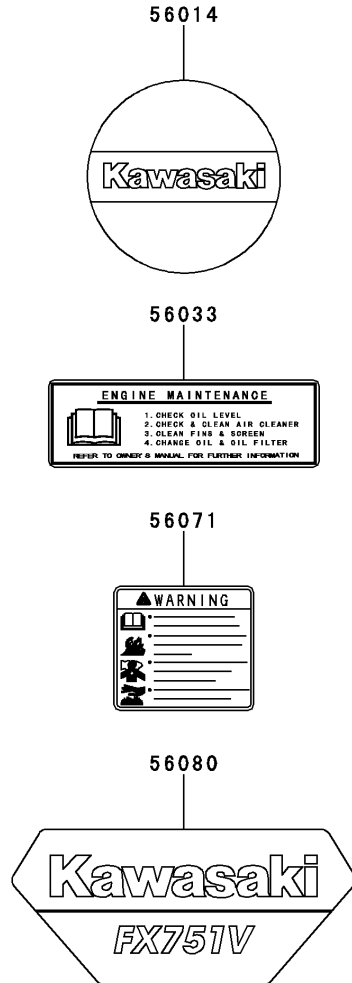 56014
Kawasaki
56033
ENGINE MAINTENANCE
1. CHECK OIL LEVEL
2. CHECK & CLEAN AIR CLEANER
3. CLEAN FINS & SCREEN
4. CHANGE OIL & OIL FILTER
REFER TO OWNER'S MANUAL FOR FURTHER INFORMATION
56071
WARNING
56080
Kawasaki
FX751V